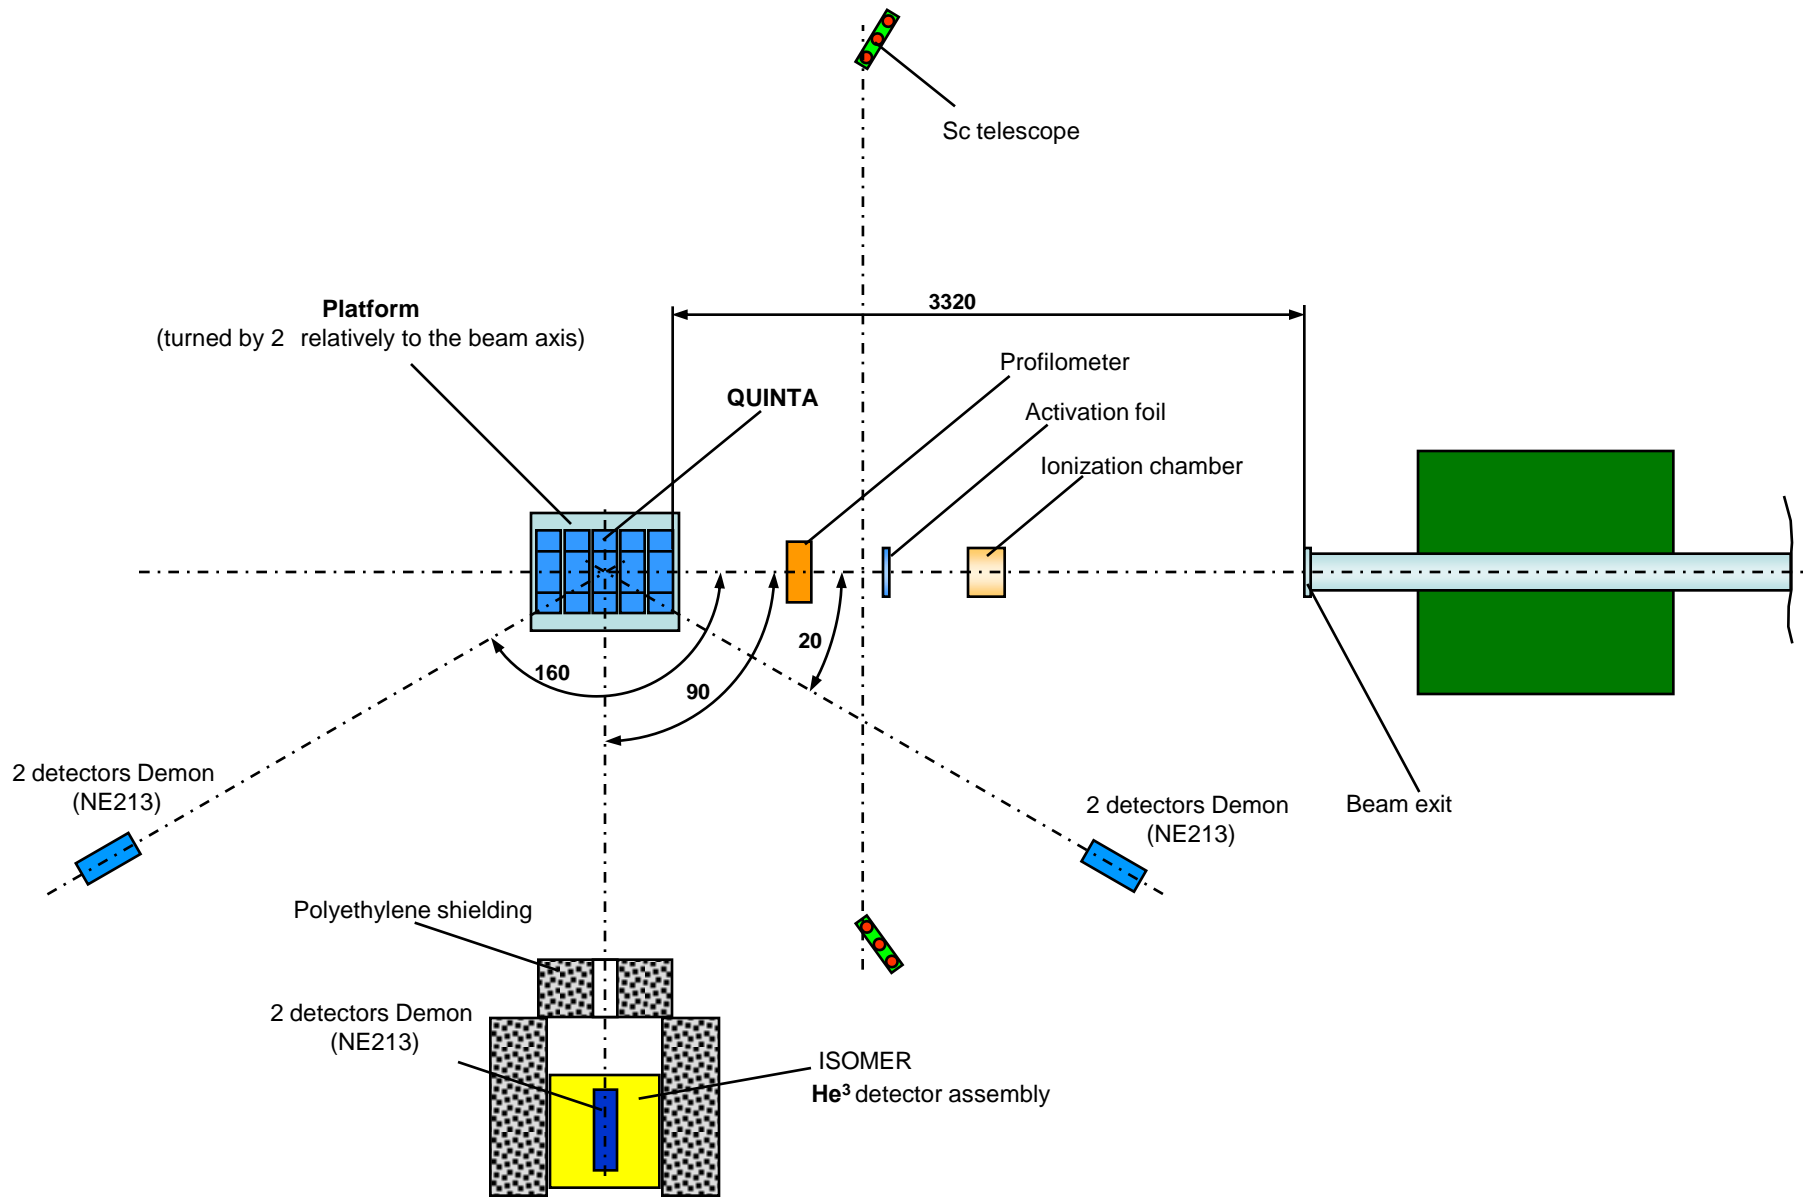 Sc telescope
3320
Platform
(turned by 2 relatively to the beam axis)
Profilometer
QUINTA
Activation foil
Ionization chamber
20
160
90
2 detectors Demon
(NE213)
2 detectors Demon
(NE213)
Beam exit
Polyethylene shielding
2 detectors Demon
(NE213)
ISOMER
He³ detector assembly